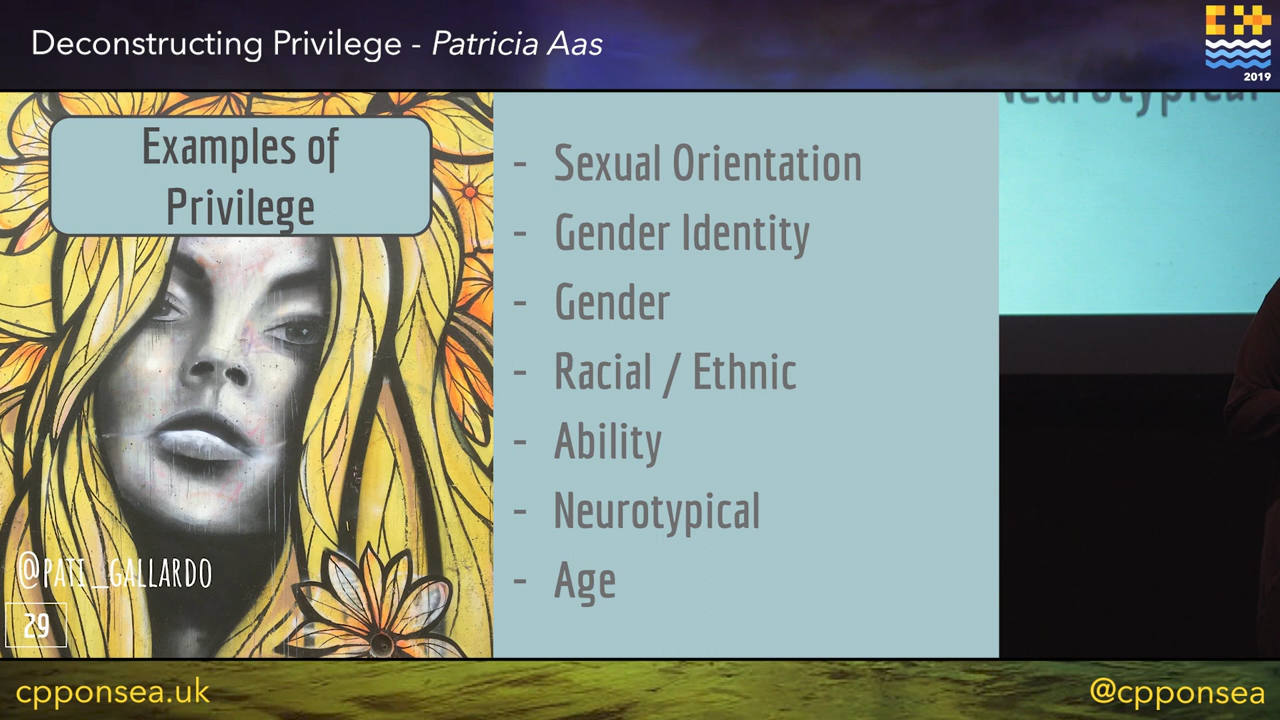 Deconstructing Privilege - Patricia Aas
2019
Examples of
Privilege
- Sexual Orientation
- Gender Identity
- Gender
- Racial / Ethnic
- Ability
- Neurotypical
- Age
Neurotypical
@pati_gallardo
29
cpponsea.uk
@cpponsea